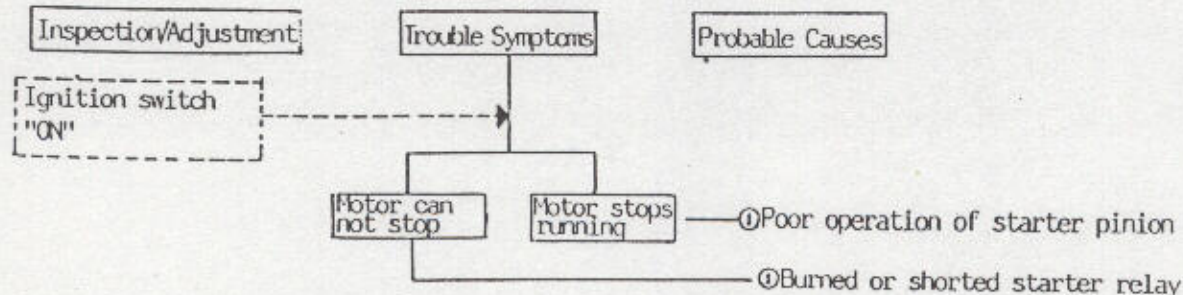 Inspection/Adjustment
Trouble Symptoms
Probable Causes
Ignition switch
"ON"
Motor can
not stop
Motor stops
running
①Poor operation of starter pinion
①Burned or shorted starter relay